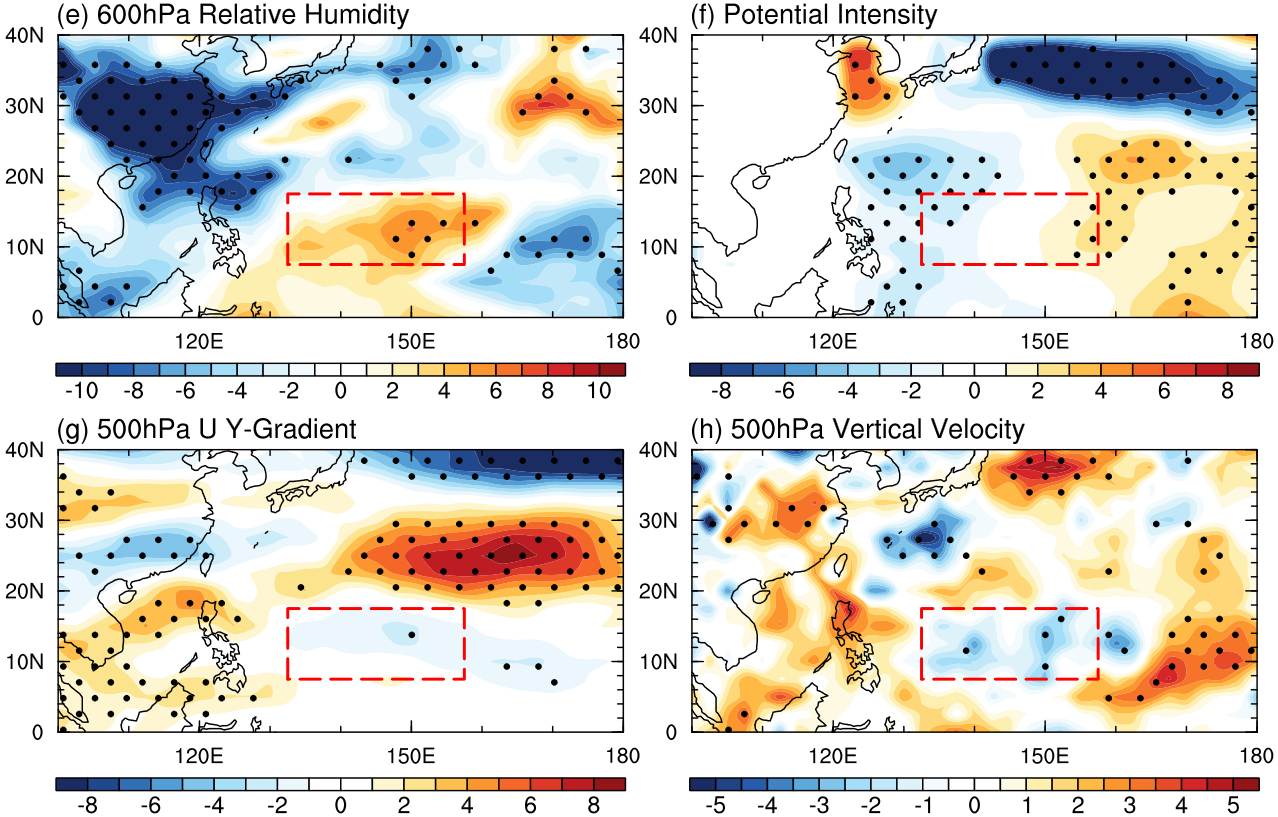 (e) 600hPa Relative Humidity
40N
30N
20N
10N
0
120E 150E 180
-10 -8 -6 -4 -2 0 2 4 6 8 10
(f) Potential Intensity
40N
30N
20N
10N
0
120E 150E 180
-8 -6 -4 -2 0 2 4 6 8
(g) 500hPa U Y-Gradient
40N
30N
20N
10N
0
120E 150E 180
-8 -6 -4 -2 0 2 4 6 8
(h) 500hPa Vertical Velocity
40N
30N
20N
10N
0
120E 150E 180
-5 -4 -3 -2 -1 0 1 2 3 4 5